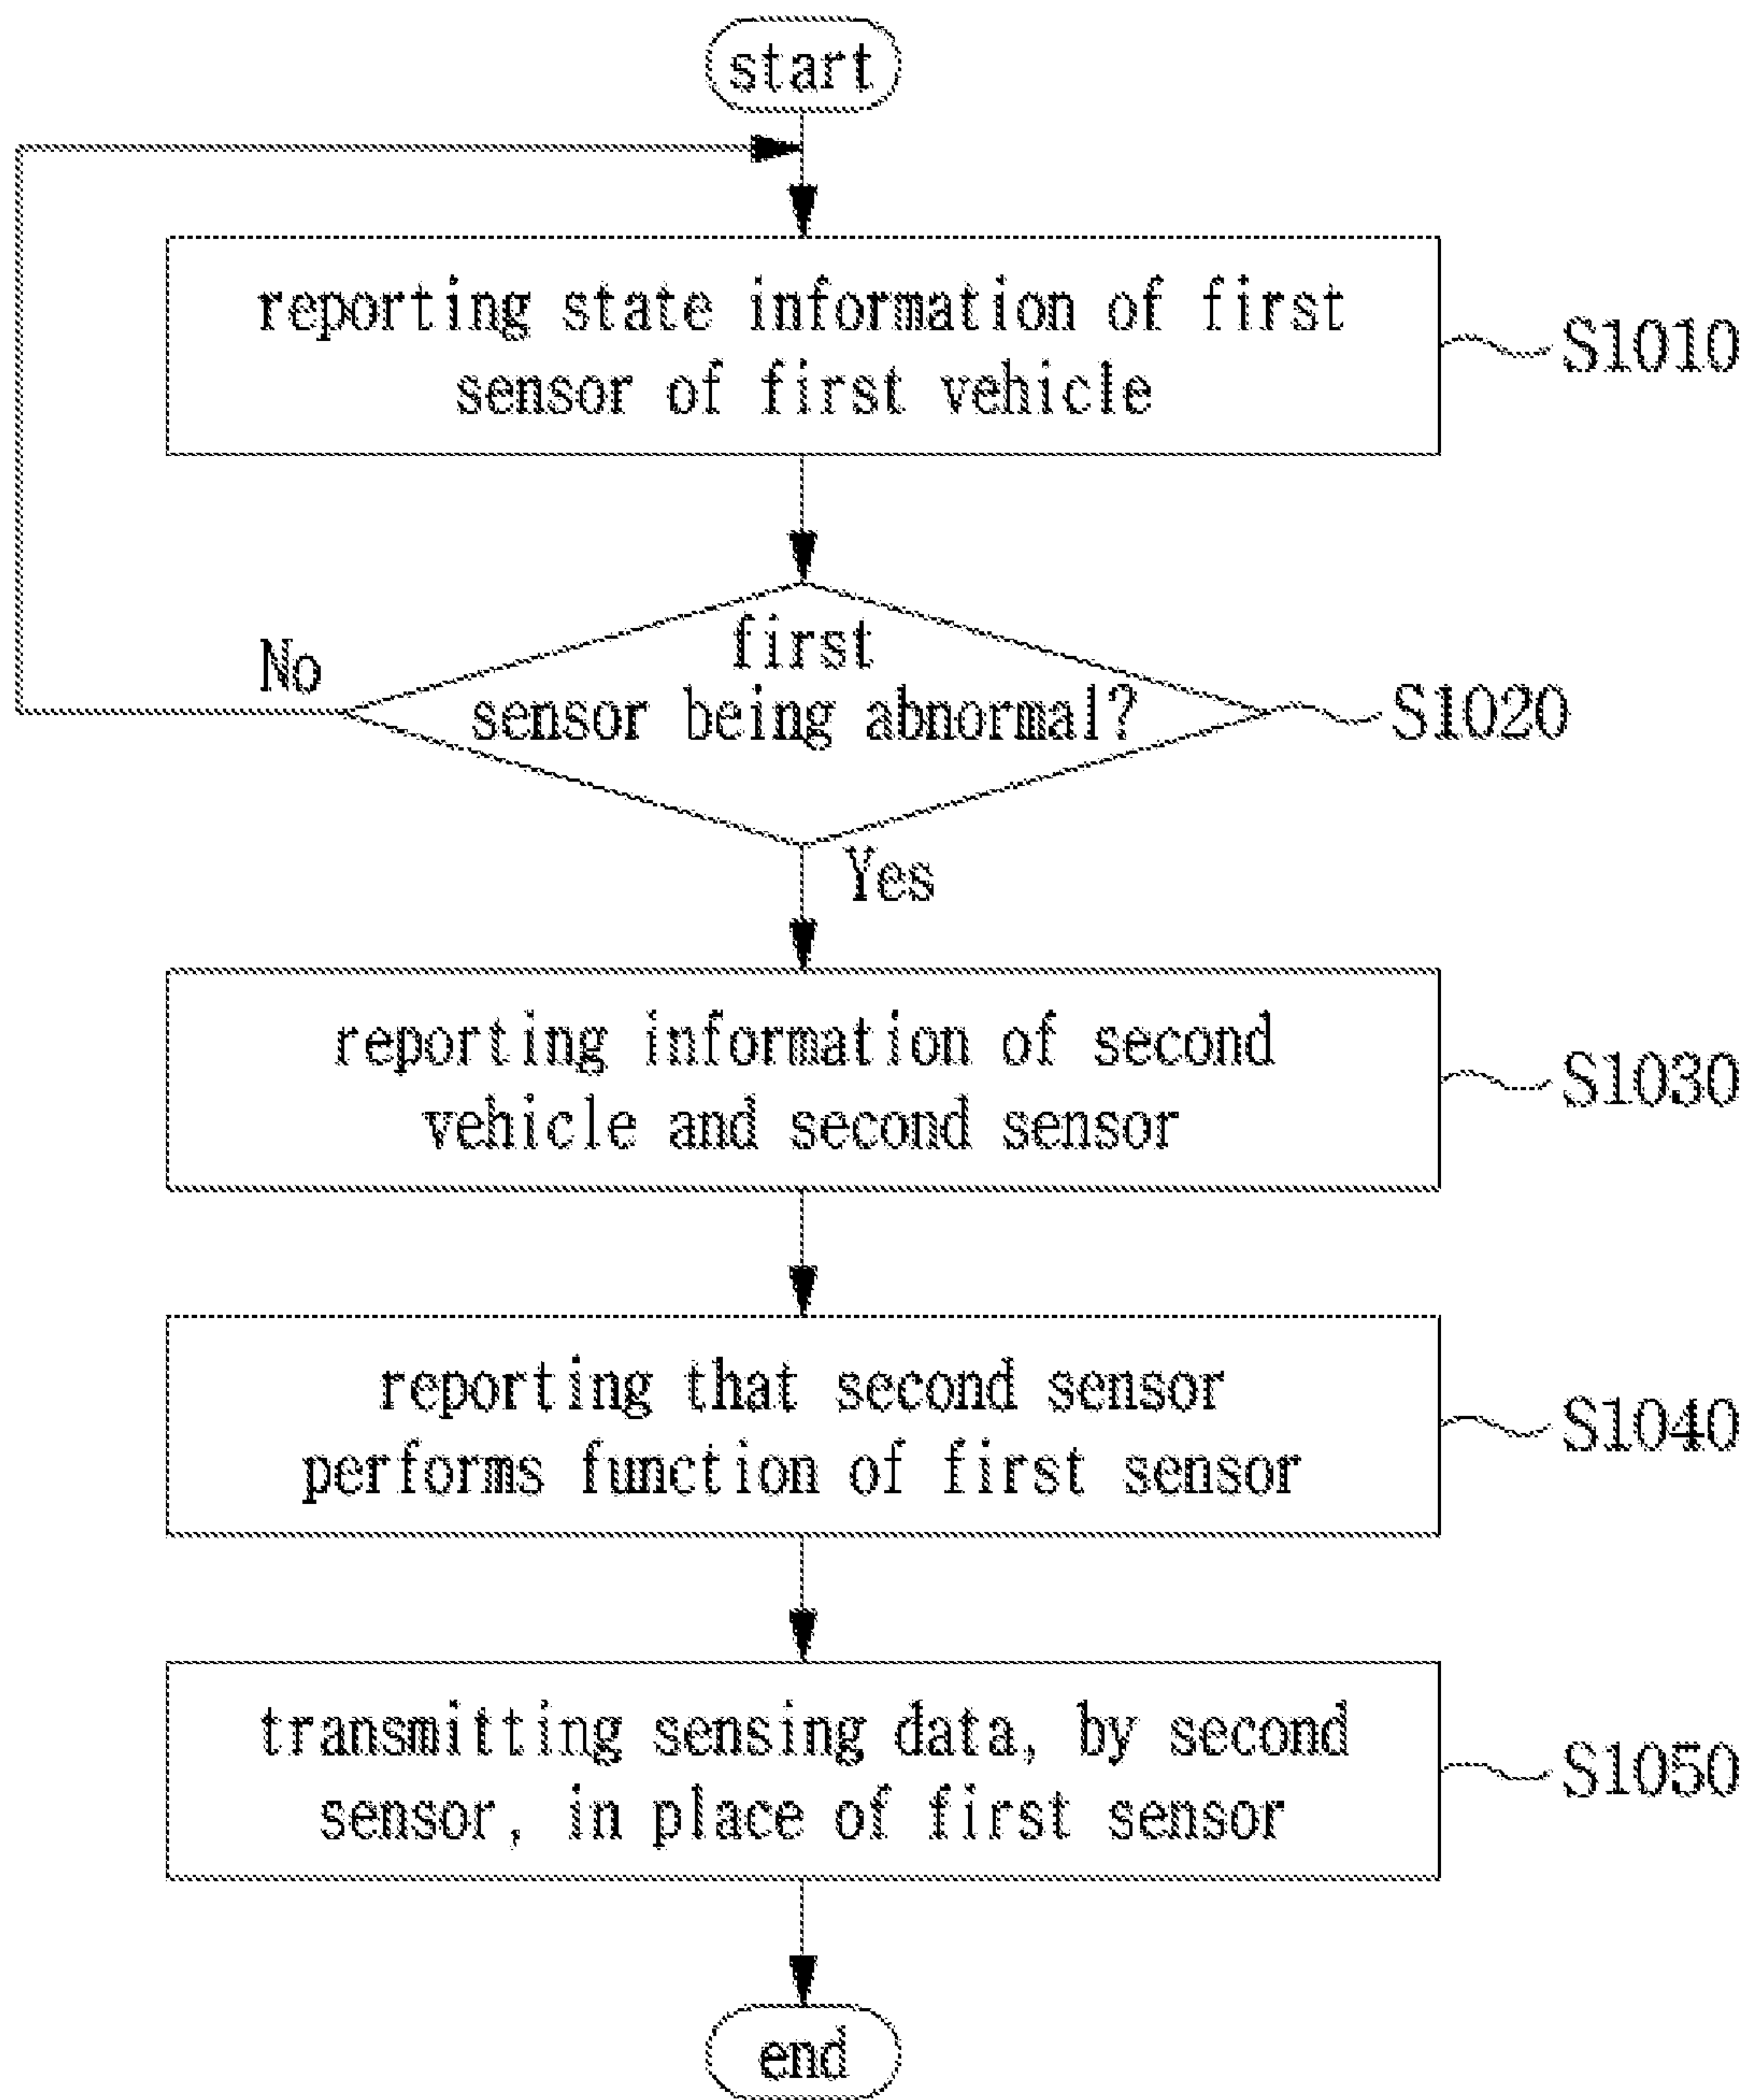 start
reporting state information of first
sensor of first vehicle
S1010
first
sensor being abnormal?
S1020
No
Yes
reporting information of second
vehicle and second sensor
S1030
reporting that second sensor
performs function of first sensor
S1040
transmitting sensing data, by second
sensor, in place of first sensor
S1050
end